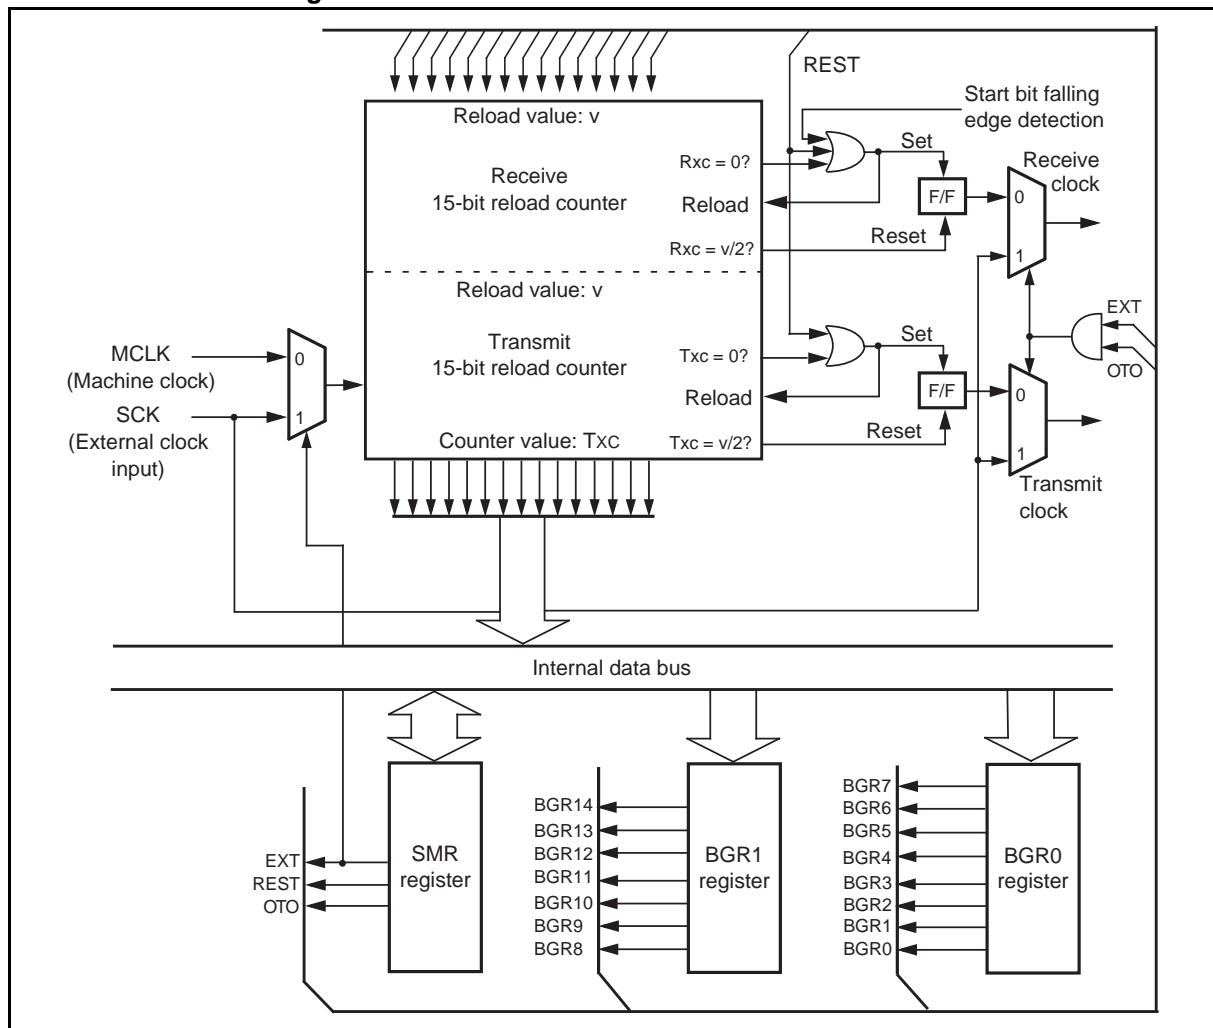 REST
Start bit falling
edge detection
Reload value: v
Set
Receive
clock
Rxc = 0?
Receive
15-bit reload counter
F/F
0
Reload
Reset
Rxc = v/2?
1
Reload value: v
EXT
Set
Transmit
15-bit reload counter
MCLK
(Machine clock)
0
Txc = 0?
OTO
F/F
0
Reload
SCK
(External clock
input)
1
Reset
Counter value: TXC
Txc = v/2?
1
Transmit
clock
Internal data bus
EXT
REST
OTO
SMR
register
BGR14
BGR13
BGR12
BGR11
BGR10
BGR9
BGR8
BGR1
register
BGR7
BGR6
BGR5
BGR4
BGR3
BGR2
BGR1
BGR0
BGR0
register